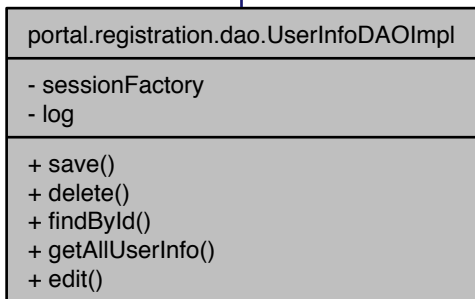 portal.registration.dao.UserInfoDAOImpl
- sessionFactory
- log
+ save()
+ delete()
+ findById()
+ getAllUserInfo()
+ edit()